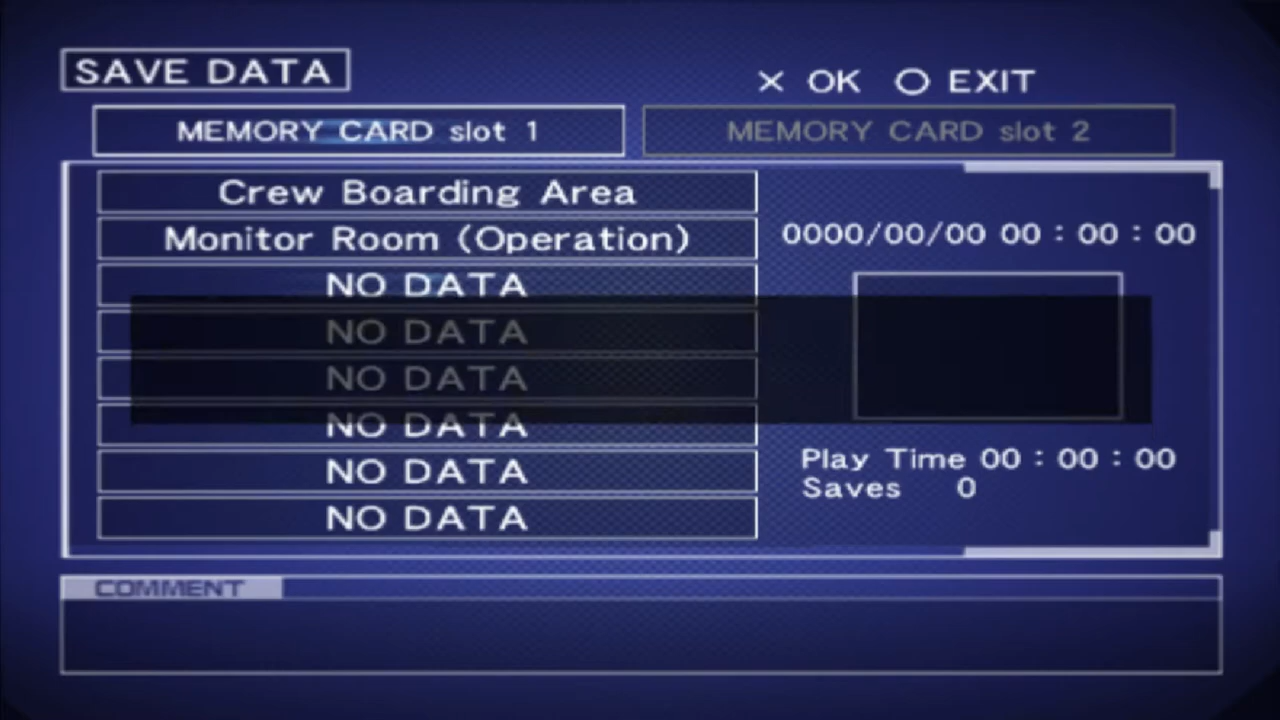 SAVE DATA
× OK ○ EXIT
MEMORY CARD slot 1
MEMORY CARD slot 2
Crew Boarding Area
Monitor Room (Operation)
0000/00/00 00 : 00 : 00
NO DATA
NO DATA
NO DATA
NO DATA
NO DATA
NO DATA
Play Time 00 : 00 : 00
Saves 0
COMMENT